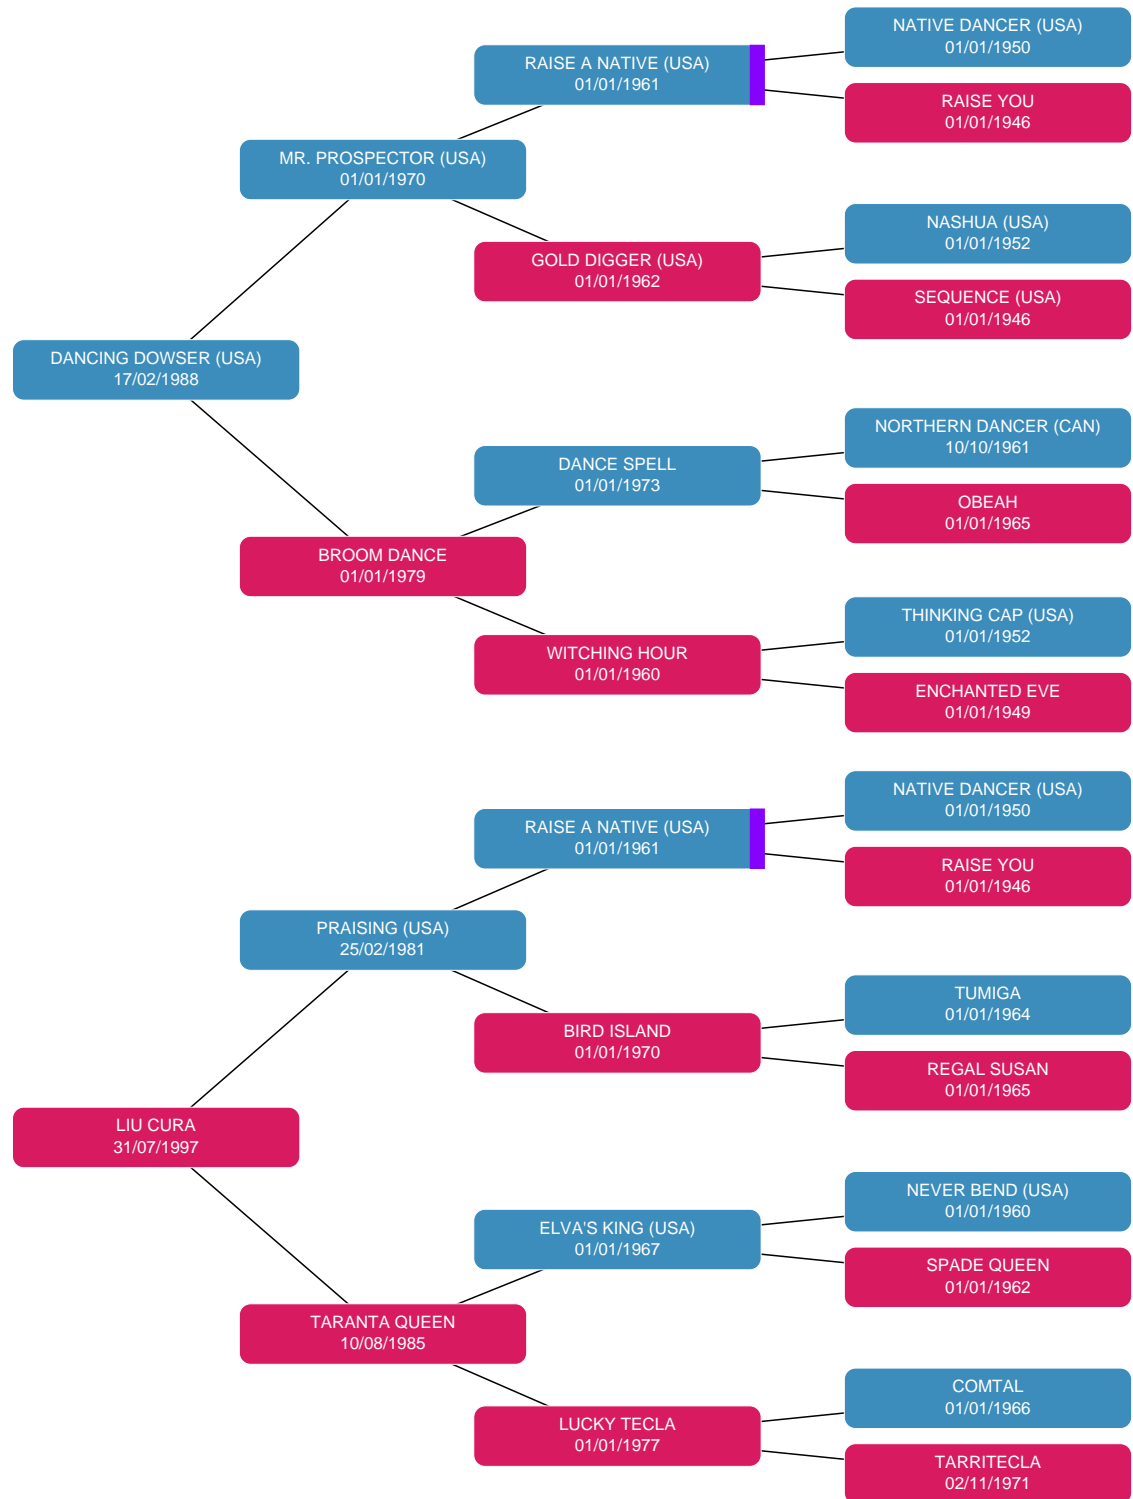 NATIVE DANCER (USA)
01/01/1950
RAISE A NATIVE (USA)
01/01/1961
RAISE YOU
01/01/1946
MR. PROSPECTOR (USA)
01/01/1970
NASHUA (USA)
01/01/1952
GOLD DIGGER (USA)
01/01/1962
SEQUENCE (USA)
01/01/1946
DANCING DOWSER (USA)
17/02/1988
NORTHERN DANCER (CAN)
10/10/1961
DANCE SPELL
01/01/1973
OBEAH
01/01/1965
BROOM DANCE
01/01/1979
THINKING CAP (USA)
01/01/1952
WITCHING HOUR
01/01/1960
ENCHANTED EVE
01/01/1949
NATIVE DANCER (USA)
01/01/1950
RAISE A NATIVE (USA)
01/01/1961
RAISE YOU
01/01/1946
PRAISING (USA)
25/02/1981
TUMIGA
01/01/1964
BIRD ISLAND
01/01/1970
REGAL SUSAN
01/01/1965
LIU CURA
31/07/1997
NEVER BEND (USA)
01/01/1960
ELVA'S KING (USA)
01/01/1967
SPADE QUEEN
01/01/1962
TARANTA QUEEN
10/08/1985
COMTAL
01/01/1966
LUCKY TECLA
01/01/1977
TARRITECLA
02/11/1971